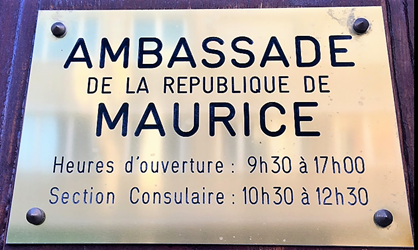 AMBASSADE
DE LA REPUBLIQUE DE
MAURICE
Heures d'ouverture : 9h30 à 17h00
Section Consulaire : 10h30 à 12h30